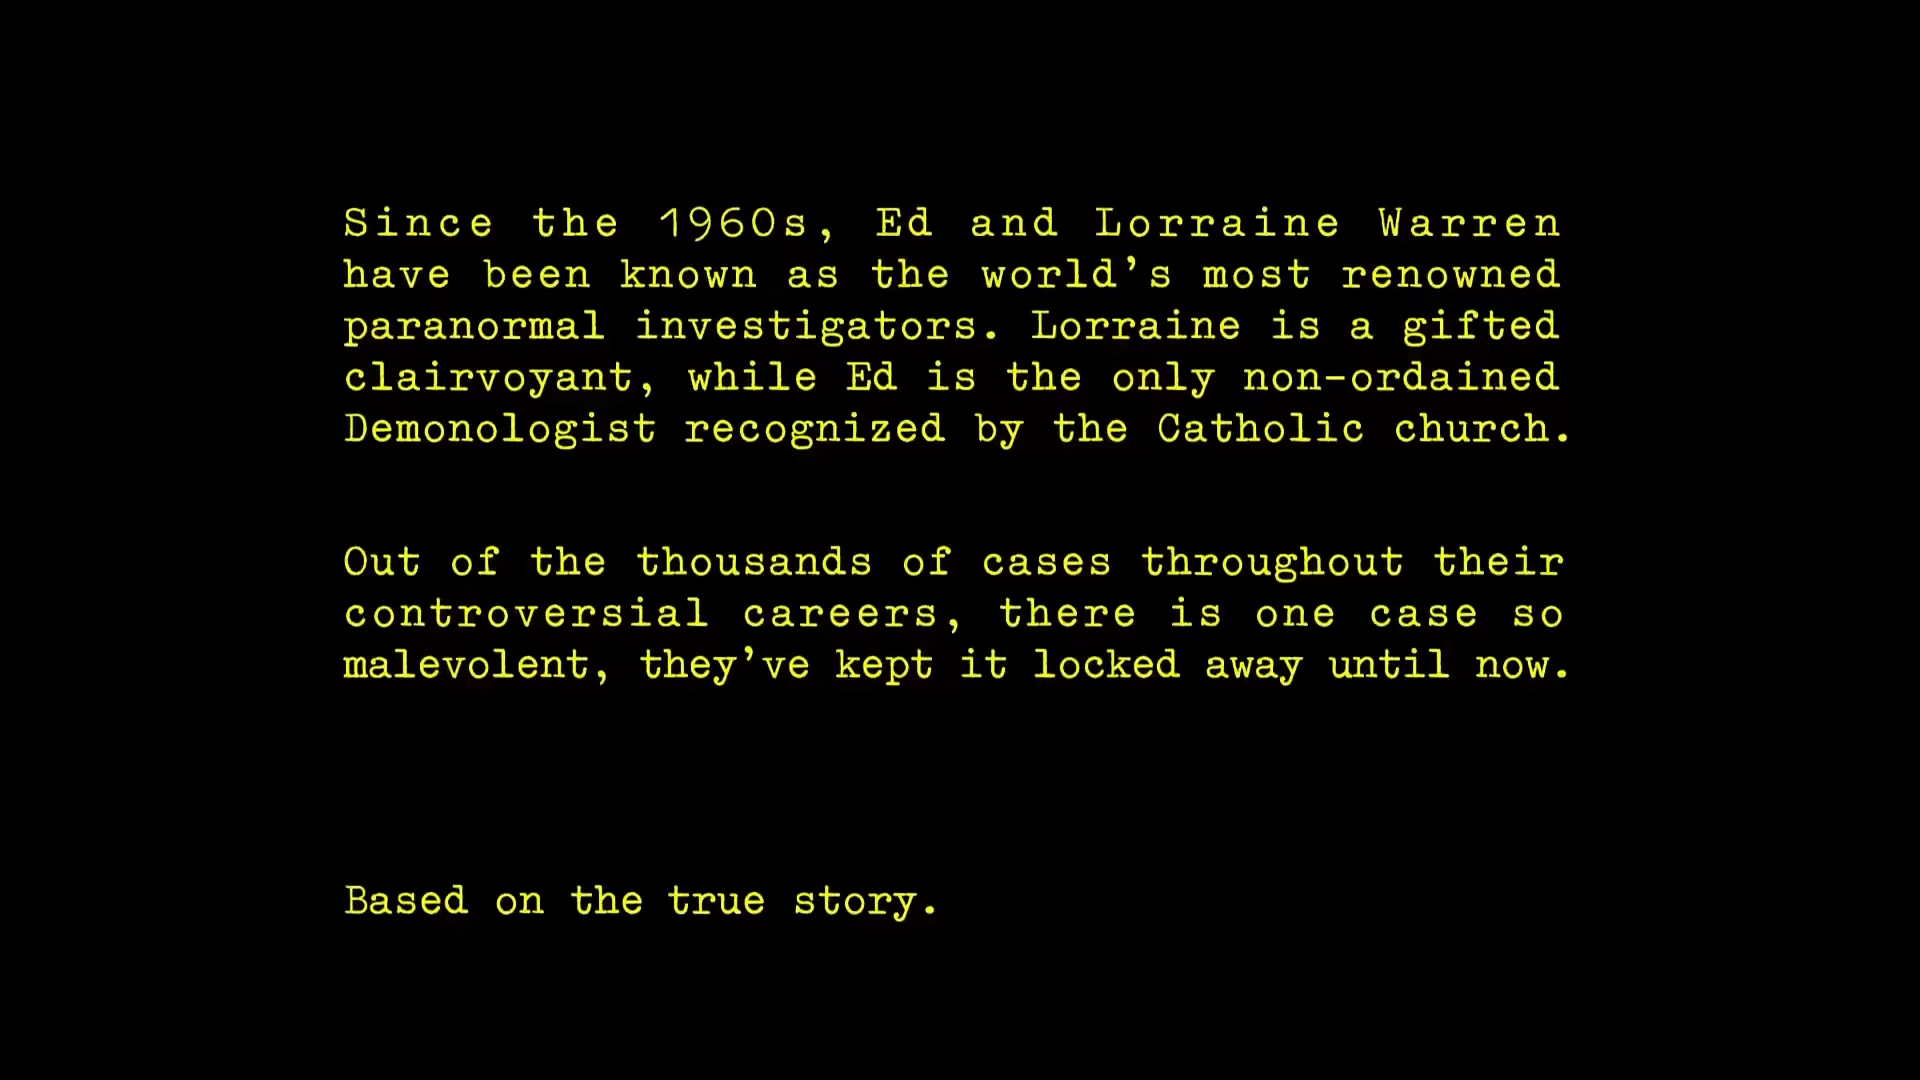 Since the 1960s, Ed and Lorraine Warren
have been known as the world’s most renowned
paranormal investigators. Lorraine is a gifted
clairvoyant, while Ed is the only non-ordained
Demonologist recognized by the Catholic church.
Out of the thousands of cases throughout their
controversial careers, there is one case so
malevolent, they’ve kept it locked away until now.
Based on the true story.